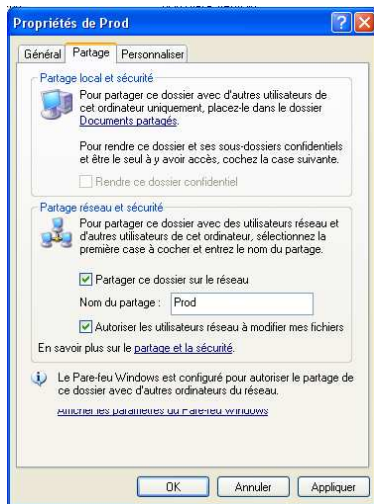 Propriétés de Prod
Général Partage Personnaliser
Partage local et sécurité
Pour partager ce dossier avec d'autres utilisateurs de
cet ordinateur uniquement, placez-le dans le dossier
Documents partagés.
Pour rendre ce dossier et ses sous-dossiers confidentiels
et être le seul à y avoir accès, cochez la case suivante.
Rendre ce dossier confidentiel
Partage réseau et sécurité
Pour partager ce dossier avec des utilisateurs réseau et
d'autres utilisateurs de cet ordinateur, sélectionnez la
première case à cocher et entrez le nom du partage.
Partager ce dossier sur le réseau
Nom du partage : Prod
Autoriser les utilisateurs réseau à modifier mes fichiers
En savoir plus sur le partage et la sécurité.
Le Pare-feu Windows est configuré pour autoriser le partage de
ce dossier avec d'autres ordinateurs du réseau.
Afficher les paramètres du Pare-feu Windows
OK Annuler Appliquer